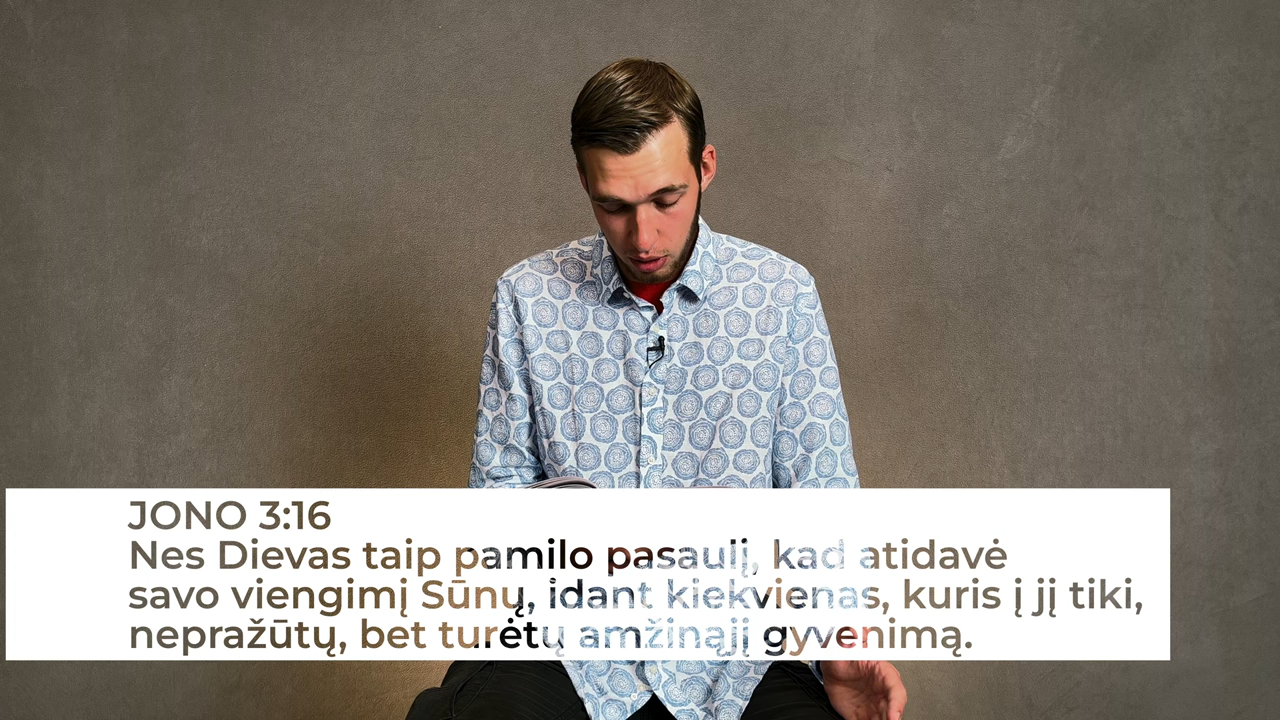 JONO 3:16
Nes Dievas taip pamilo pasaulį, kad atidavė
savo viengimį Sūnų, idant kiekvienas, kuris į jį tiki,
nepražūtų, bet turėtų amžinąjį gyvenimą.